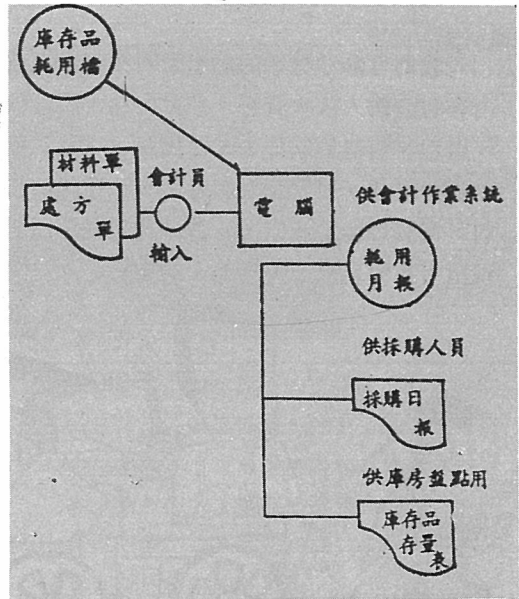 庫存品
耗用檔
材料單
處方
單
會計員
輸入
電腦
供會計作業系統
耗用
月報
供採購人員
採購日
報
供庫房盤點用
庫存品
存量
表